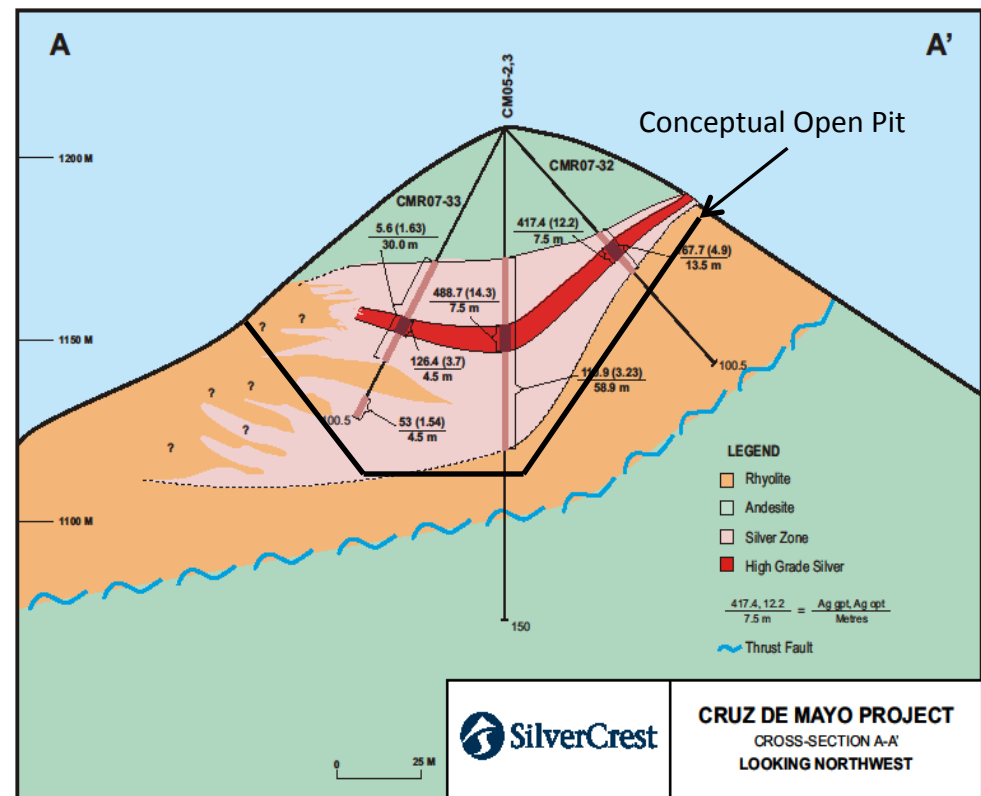 A
A'
CM05-2,3
Conceptual Open Pit
1200 M
CMR07-32
CMR07-33
417.4 (12.2)
7.5 m
5.6 (1.63)
30.0 m
67.7 (4.9)
13.5 m
488.7 (14.3)
7.5 m
1150 M
?
?
126.4 (3.7)
4.5 m
(3.23)
58.9 m
100.5
?
?
?
?
100.5
53 (1.54)
4.5 m
1100 M
150
LEGEND
Rhyolite
Andesite
Silver Zone
High Grade Silver
417.4, 12.2 = Ag gpt, Ag opt
7.5 m Metres
Thrust Fault
0 25 M
SilverCrest
CRUZ DE MAYO PROJECT
CROSS-SECTION A-A'
LOOKING NORTHWEST